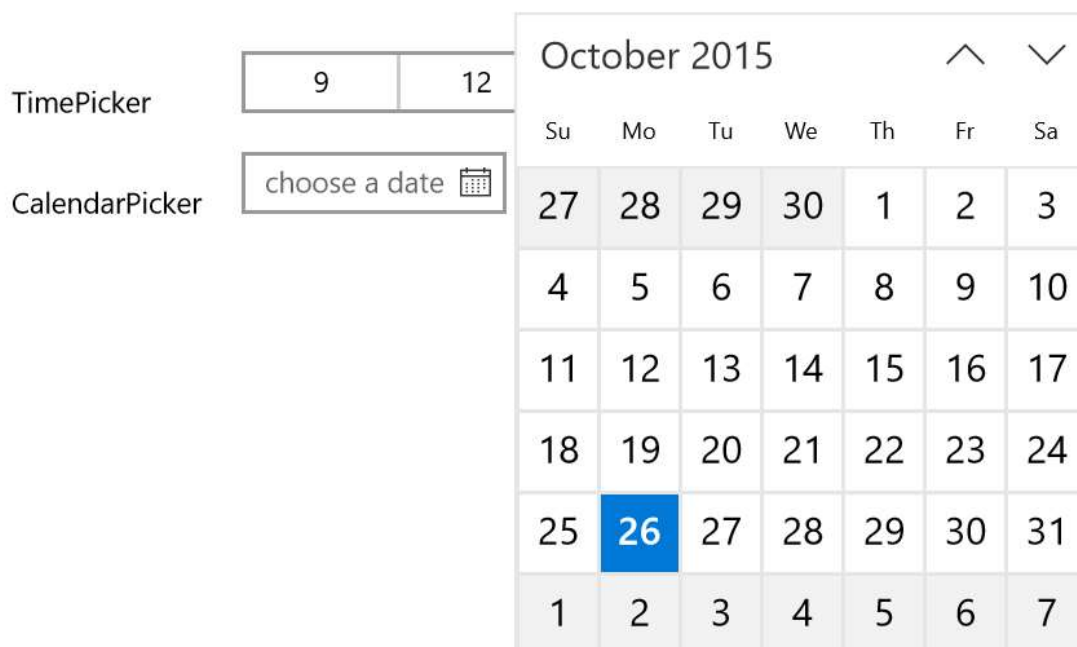 TimePicker
9 12
CalendarPicker
choose a date
October 2015
Su Mo Tu We Th Fr Sa
27 28 29 30 1 2 3
4 5 6 7 8 9 10
11 12 13 14 15 16 17
18 19 20 21 22 23 24
25 26 27 28 29 30 31
1 2 3 4 5 6 7